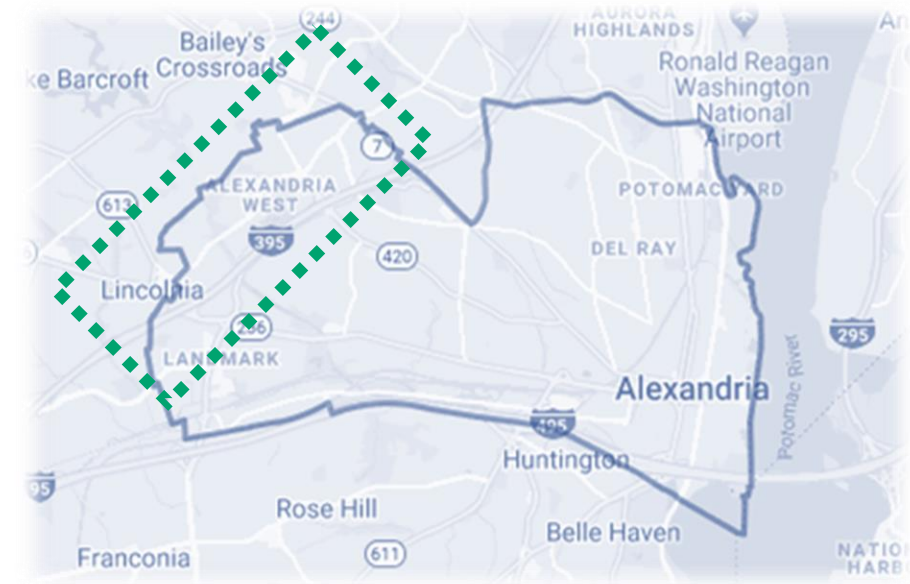 244
AURORA
HIGHLANDS
An
Bailey's
Crossroads
ke Barcroft
Ronald Reagan
Washington
National
Airport
7
ALEXANDRIA
WEST
613
POTOMAC YARD
395
420
DEL RAY
Lincolnia
236
LANDMARK
295
Alexandria
Potomac River
495
Huntington
95
Rose Hill
Belle Haven
Franconia
611
NATIO
HARB